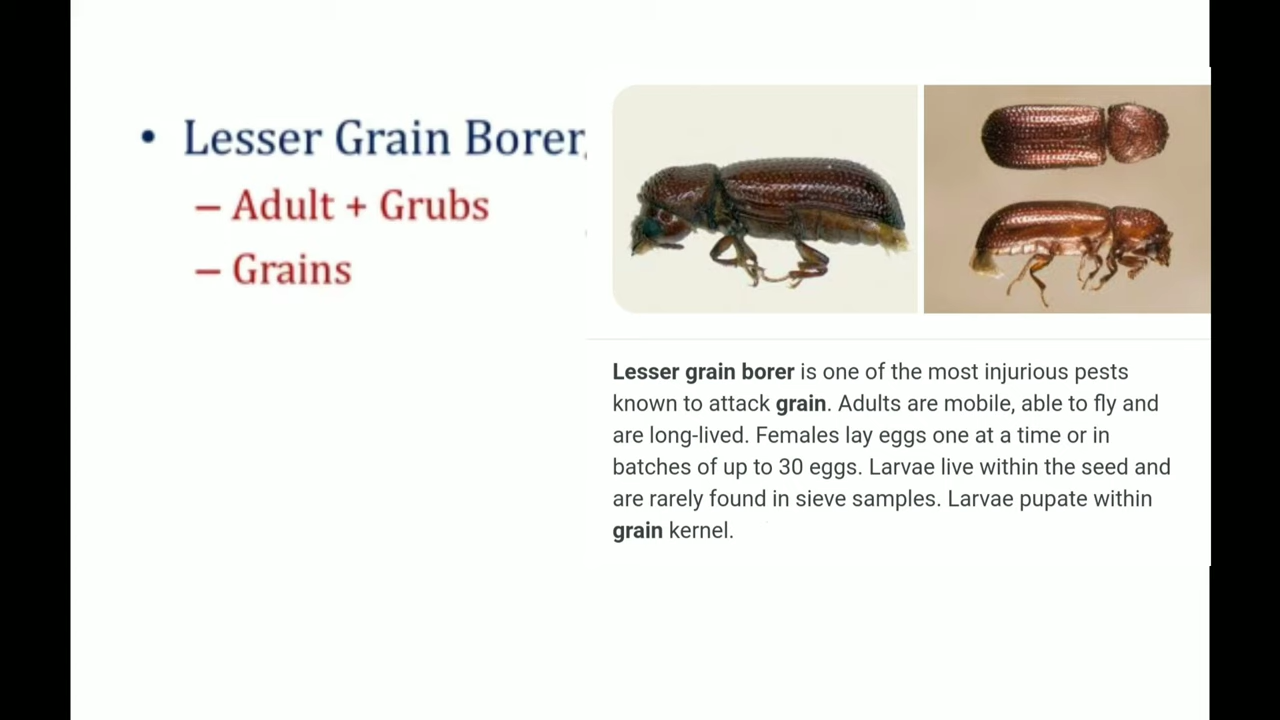 • Lesser Grain Borer
– Adult + Grubs
– Grains
Lesser grain borer is one of the most injurious pests
known to attack grain. Adults are mobile, able to fly and
are long-lived. Females lay eggs one at a time or in
batches of up to 30 eggs. Larvae live within the seed and
are rarely found in sieve samples. Larvae pupate within
grain kernel.